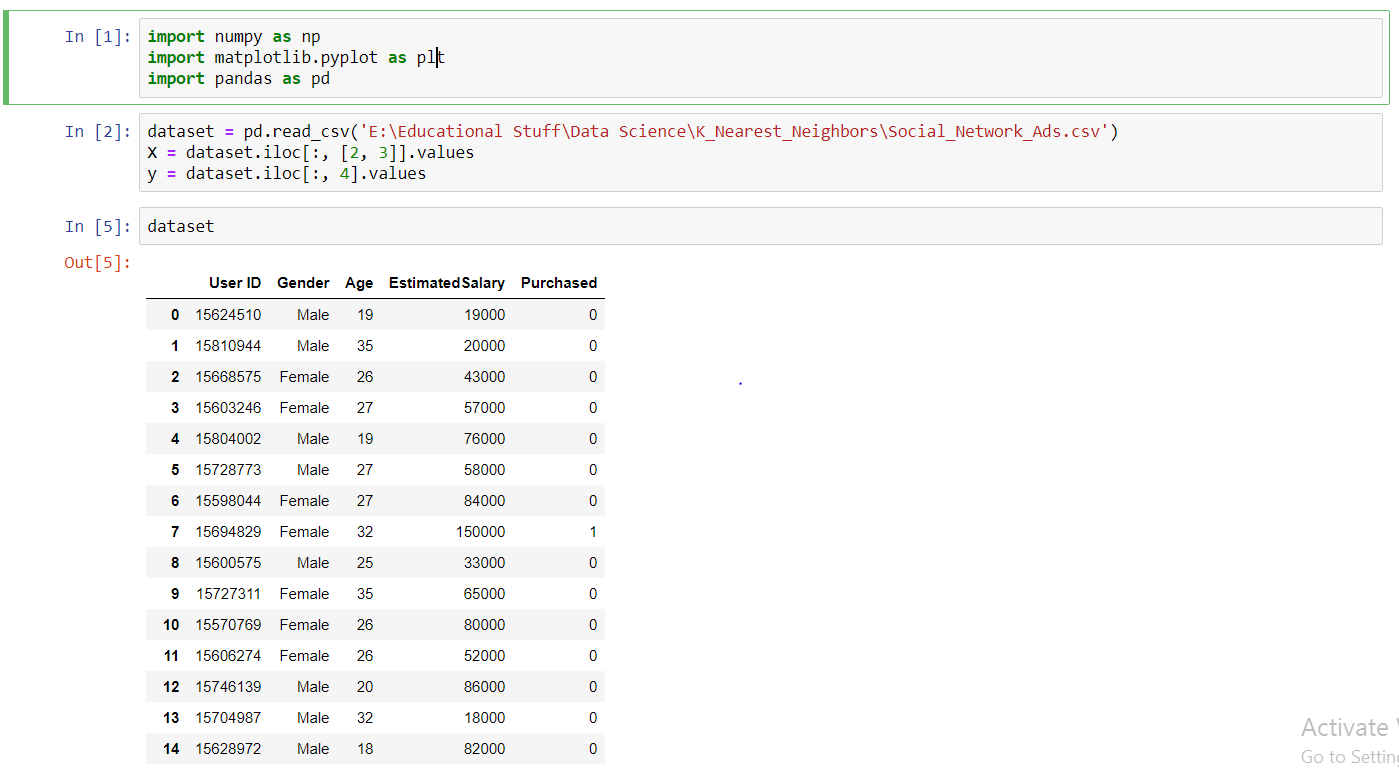 In [1]: import numpy as np
import matplotlib.pyplot as plt
import pandas as pd
In [2]: dataset = pd.read_csv('E:\Educational Stuff\Data Science\K_Nearest_Neighbors\Social_Network_Ads.csv')
X = dataset.iloc[:, [2, 3]].values
y = dataset.iloc[:, 4].values
In [5]: dataset
Out[5]:
User ID Gender Age EstimatedSalary Purchased
0 15624510 Male 19 19000 0
1 15810944 Male 35 20000 0
2 15668575 Female 26 43000 0
3 15603246 Female 27 57000 0
4 15804002 Male 19 76000 0
5 15728773 Male 27 58000 0
6 15598044 Female 27 84000 0
7 15694829 Female 32 150000 1
8 15600575 Male 25 33000 0
9 15727311 Female 35 65000 0
10 15570769 Female 26 80000 0
11 15606274 Female 26 52000 0
12 15746139 Male 20 86000 0
13 15704987 Male 32 18000 0
14 15628972 Male 18 82000 0
Activate
Go to